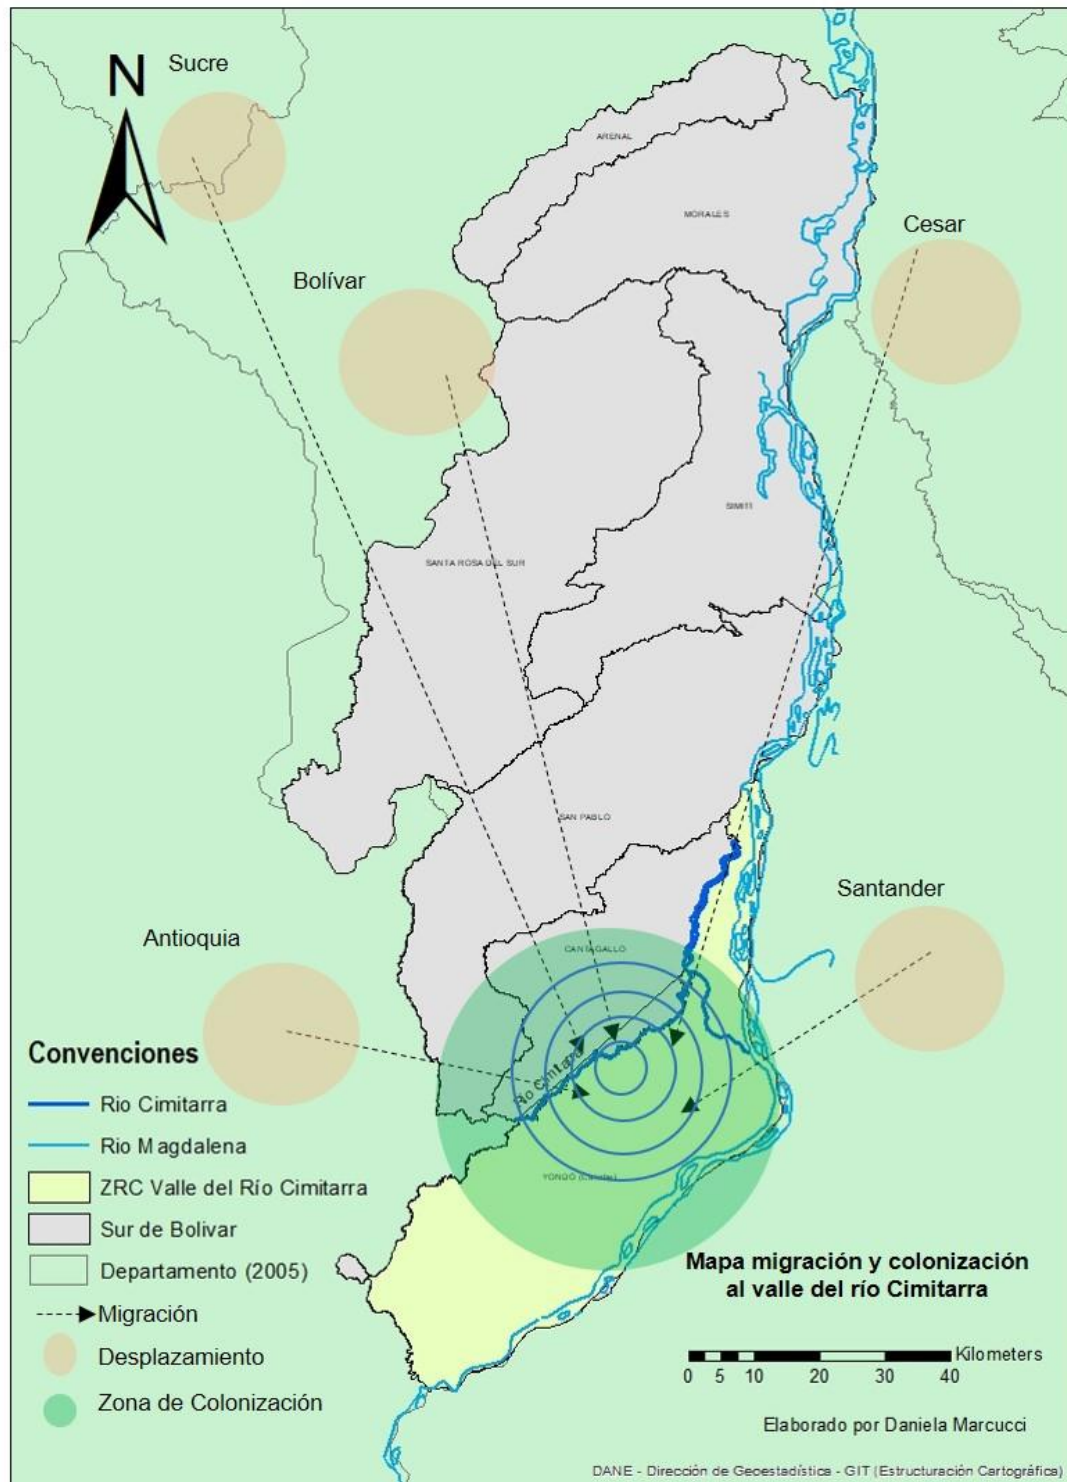 N
Sucre
ARENAL
MORALES
Cesar
Bolívar
SIMITI
SANTA ROSA DEL SUR
SAN PABLO
Santander
Antioquia
CANTAGALLO
Río Cimitarra
YONDÓ
Convenciones
Rio Cimitarra
Rio Magdalena
ZRC Valle del Río Cimitarra
Sur de Bolivar
Departamento (2005)
Migración
Desplazamiento
Zona de Colonización
Mapa migración y colonización
al valle del río Cimitarra
Kilometers
0 5 10 20 30 40
Elaborado por Daniela Marcucci
DANE - Dirección de Geoestadística - GIT (Estructuración Cartográfica)